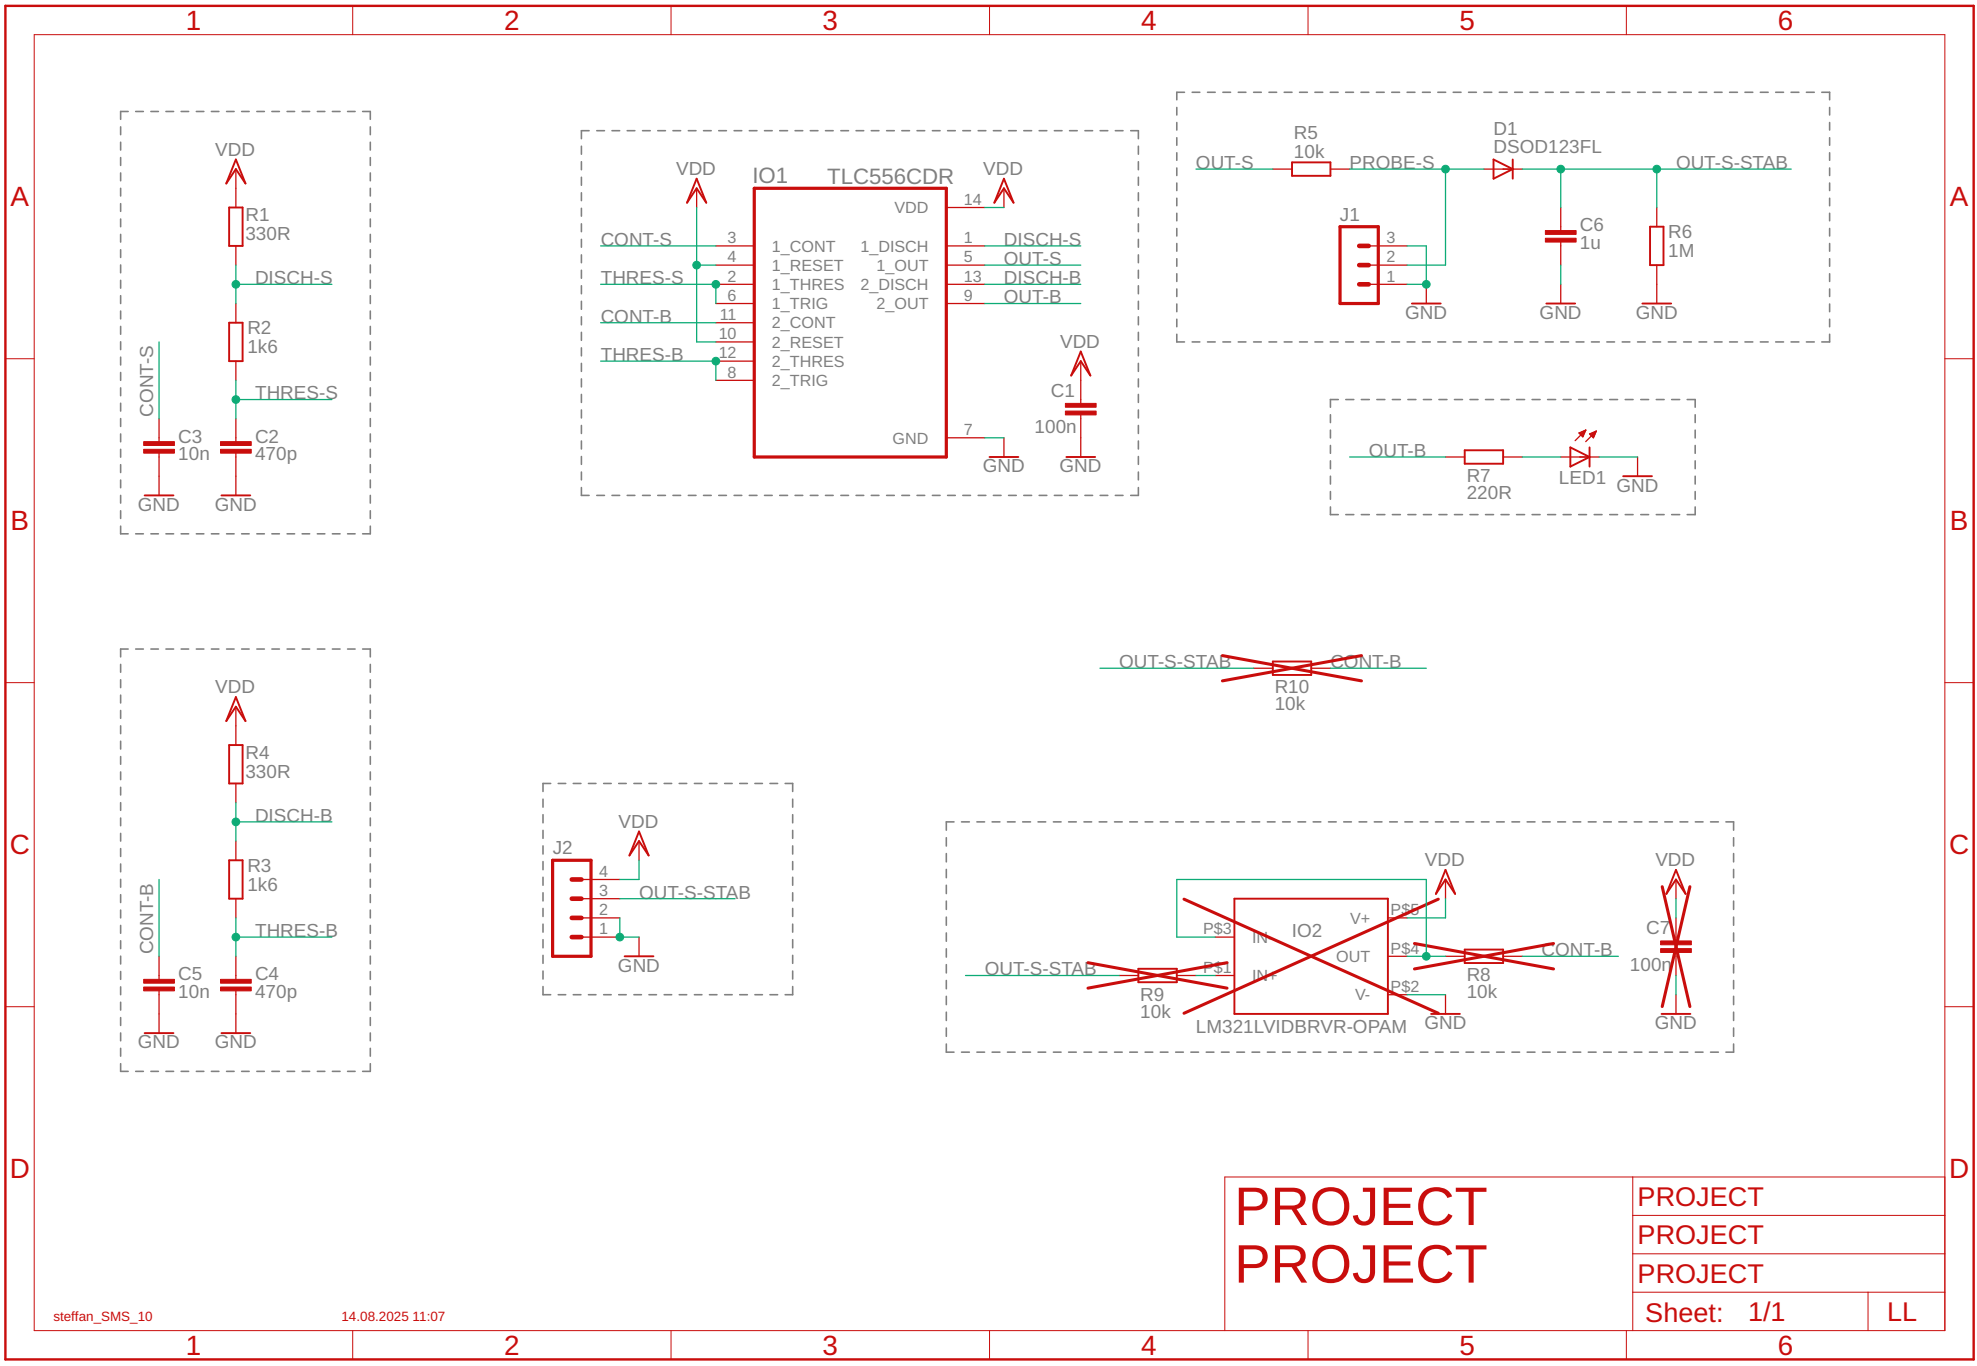 1 2 3 4 5 6
A A
B B
C C
D D
VDD
R1
330R
DISCH-S
R2
1k6
CONT-S
THRES-S
C3
10n
C2
470p
GND GND
VDD
IO1 TLC556CDR
VDD
VDD 14
CONT-S 3 1_CONT 1_DISCH 1 DISCH-S
4 1_RESET 1_OUT 5 OUT-S
THRES-S 2 1_THRES 2_DISCH 13 DISCH-B
6 1_TRIG 2_OUT 9 OUT-B
CONT-B 11 2_CONT
10 2_RESET
THRES-B 12 2_THRES
8 2_TRIG
GND 7
GND
VDD
C1
100n
GND
R5
10k
D1
DSOD123FL
OUT-S PROBE-S OUT-S-STAB
J1
3
2
1
GND
C6
1u
GND
R6
1M
GND
OUT-B
R7
220R
LED1
GND
OUT-S-STAB CONT-B
R10
10k
VDD
R4
330R
DISCH-B
R3
1k6
CONT-B
THRES-B
C5
10n
C4
470p
GND GND
J2
VDD
4
3 OUT-S-STAB
2
1
GND
VDD
P$3 IN- IO2 V+ P$5
OUT P$4 CONT-B
OUT-S-STAB P$1 IN+ V- P$2
R9
10k
R8
10k
LM321LVIDBRVR-OPAM
GND
VDD
C7
100n
GND
PROJECT
PROJECT
PROJECT
PROJECT
PROJECT
Sheet: 1/1 LL
steffan_SMS_10 14.08.2025 11:07
1 2 3 4 5 6